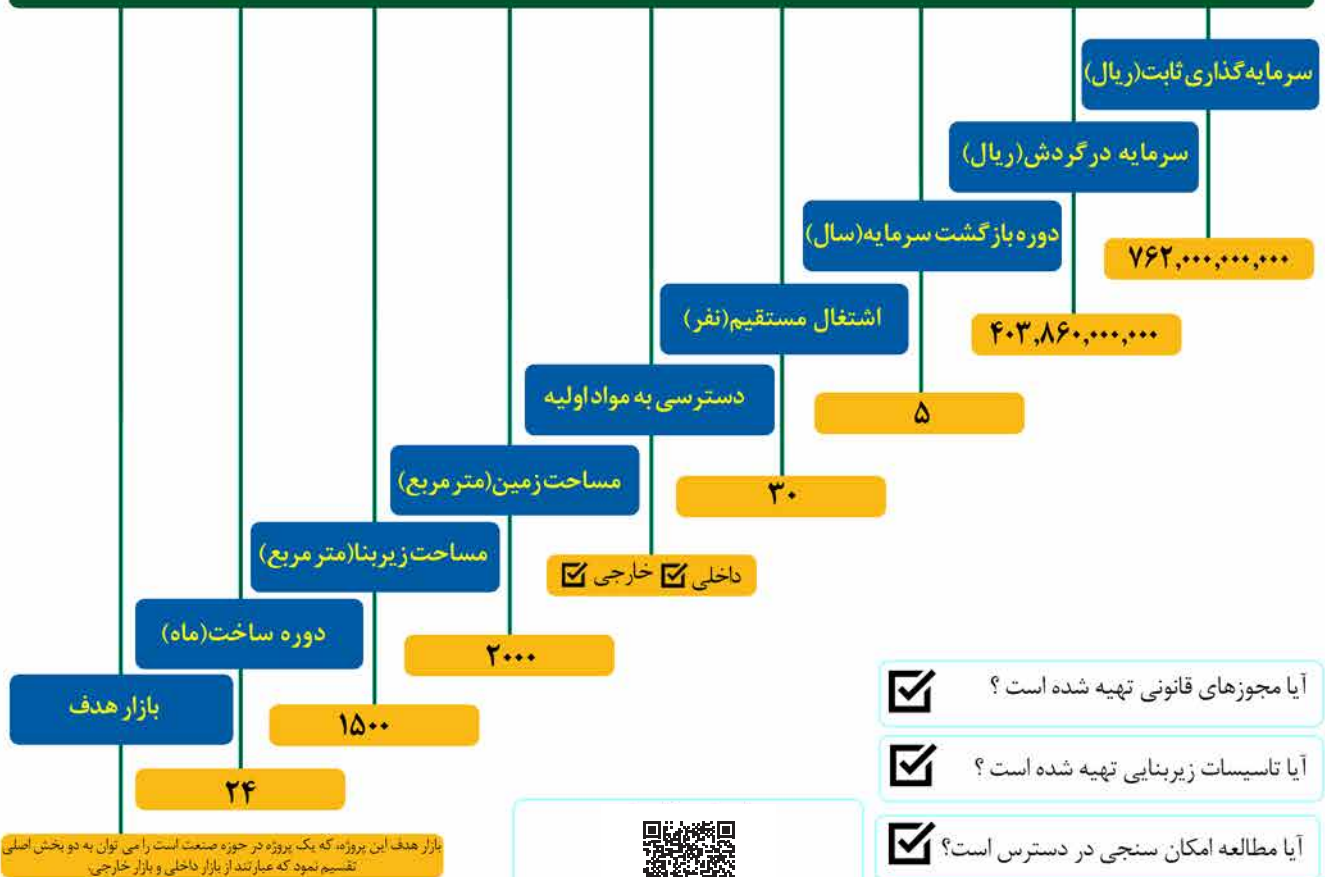 سرمایه‌گذاری ثابت(ریال)
۷۶۲,۰۰۰,۰۰۰,۰۰۰
سرمایه در گردش(ریال)
۴۰۳,۸۶۰,۰۰۰,۰۰۰
دوره بازگشت سرمایه(سال)
۵
اشتغال مستقیم(نفر)
۳۰
دسترسی به مواد اولیه
داخلی ☑ خارجی ☑
مساحت زمین(متر مربع)
۲۰۰۰
مساحت زیربنا(متر مربع)
۱۵۰۰
دوره ساخت(ماه)
۲۴
بازار هدف
بازار هدف این پروژه، که یک پروژه در حوزه صنعت است را می توان به دو بخش اصلی
تقسیم نمود که عبارتند از بازار داخلی و بازار خارجی.
آیا مجوزهای قانونی تهیه شده است ؟ ☑
آیا تاسیسات زیربنایی تهیه شده است ؟ ☑
آیا مطالعه امکان سنجی در دسترس است؟ ☑